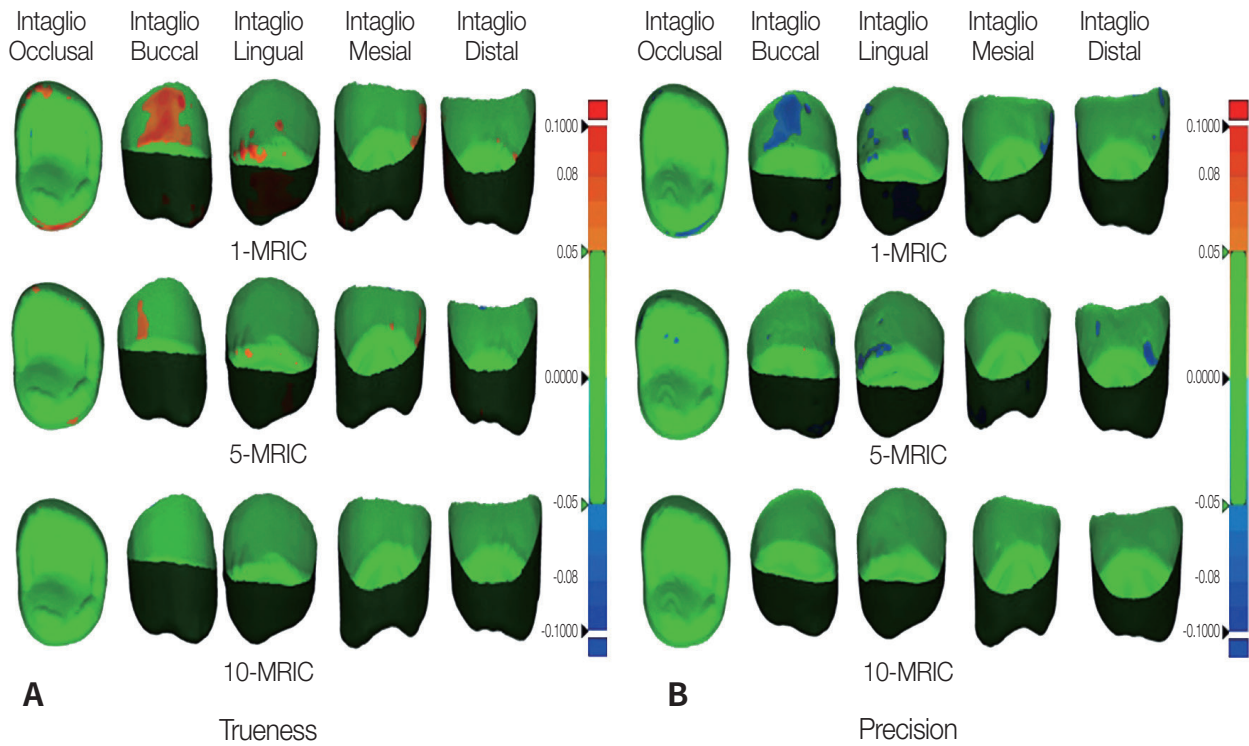 Intaglio Occlusal
Intaglio Buccal
Intaglio Lingual
Intaglio Mesial
Intaglio Distal
1-MRIC
5-MRIC
10-MRIC
0.1000
0.08
0.05
0.0000
-0.05
-0.08
-0.1000
A
Trueness
Intaglio Occlusal
Intaglio Buccal
Intaglio Lingual
Intaglio Mesial
Intaglio Distal
1-MRIC
5-MRIC
10-MRIC
0.1000
0.08
0.05
0.0000
-0.05
-0.08
-0.1000
B
Precision